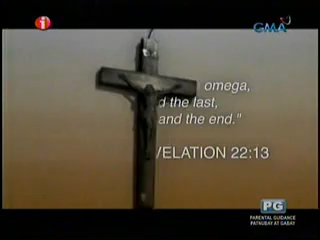 i
GMA
omega,
d the last,
and the end."
VELATION 22:13
PG
PARENTAL GUIDANCE
PATNUBAY AT GABAY